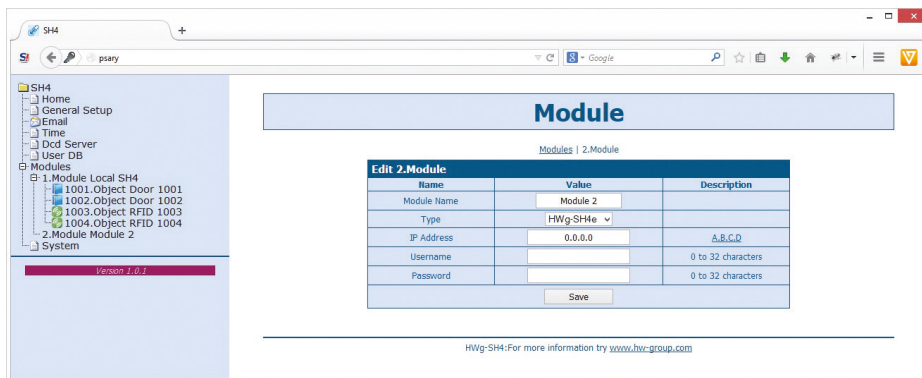 SH4
psary
Google
SH4
Home
General Setup
Email
Time
Dcd Server
User DB
Modules
1.Module Local SH4
1001.Object Door 1001
1002.Object Door 1002
1003.Object RFID 1003
1004.Object RFID 1004
2.Module Module 2
System
Version 1.0.1
Module
Modules | 2.Module
Edit 2.Module
Name Value Description
Module Name Module 2
Type HWg-SH4e
IP Address 0.0.0.0 A.B.C.D
Username 0 to 32 characters
Password 0 to 32 characters
Save
HWg-SH4:For more information try www.hw-group.com